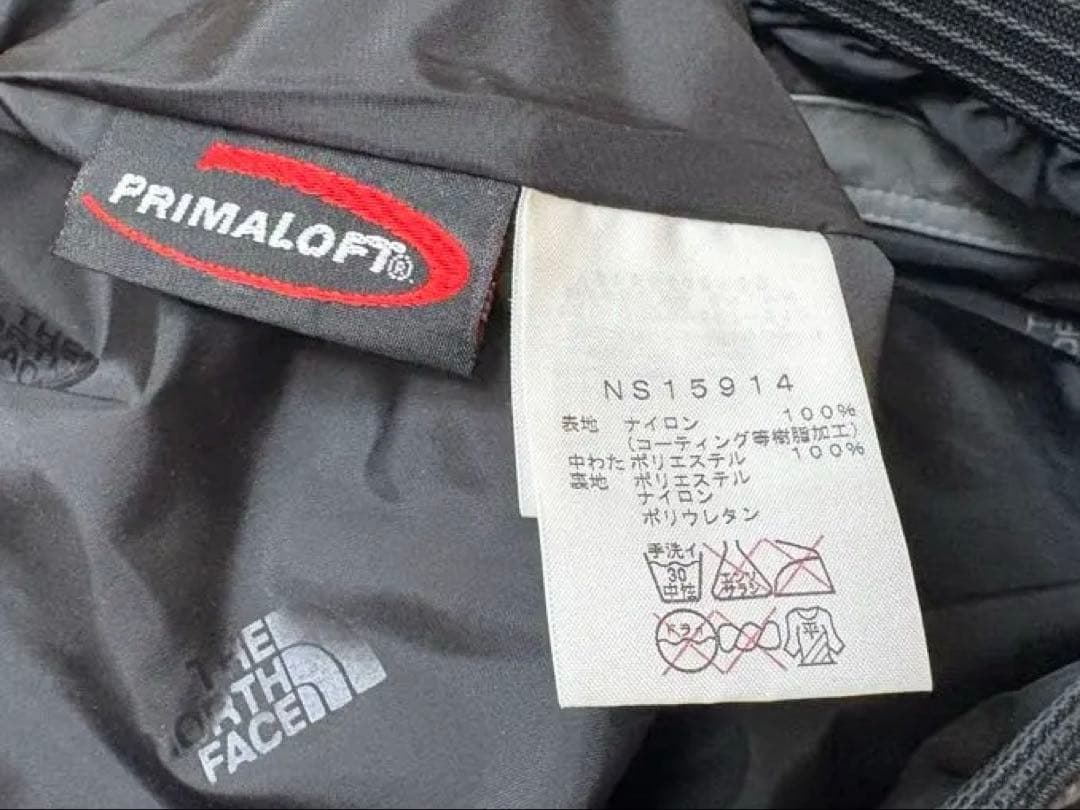 PRIMALOFT®
NS15914
表地 ナイロン 100%
(コーティング等樹脂加工)
中わた ポリエステル 100%
裏地 ポリエステル
ナイロン
ポリウレタン
手洗イ
30
中性
エンソ
サラシ
ドライ
平
THE
NORTH
FACE
THE